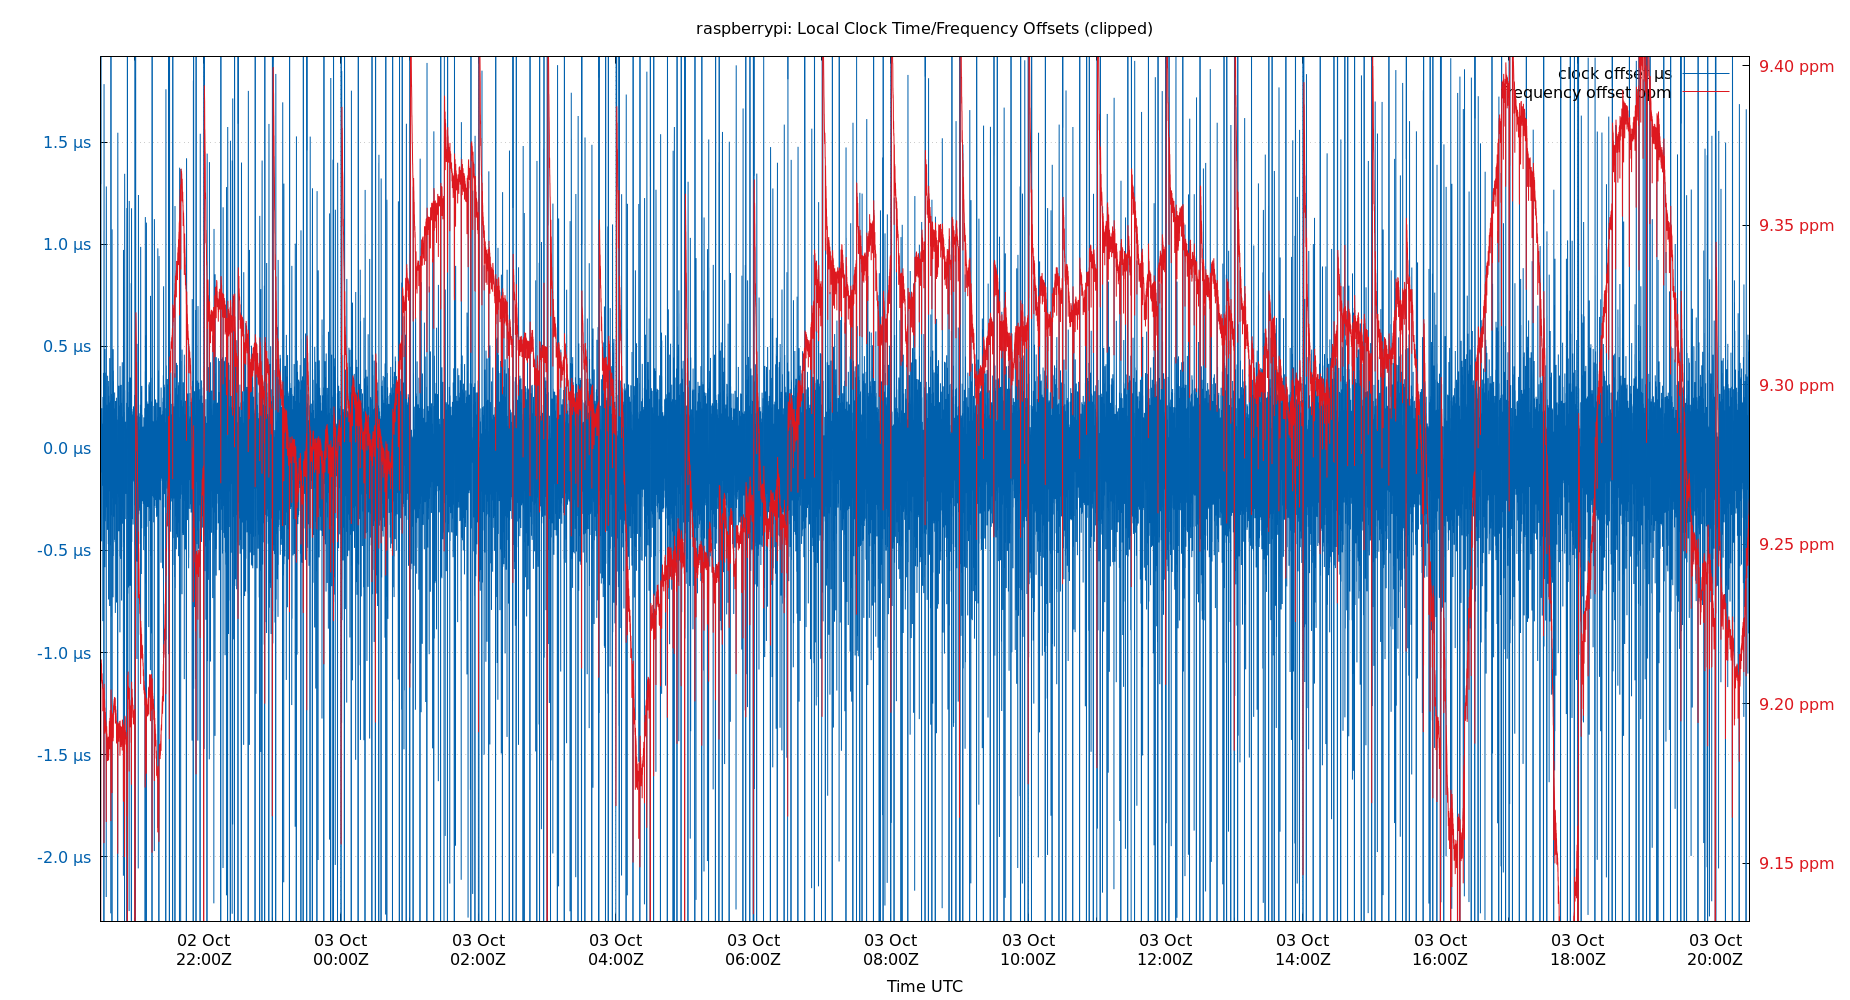 raspberrypi: Local Clock Time/Frequency Offsets (clipped)
clock offset µs
frequency offset ppm
1.5 µs
1.0 µs
0.5 µs
0.0 µs
-0.5 µs
-1.0 µs
-1.5 µs
-2.0 µs
9.40 ppm
9.35 ppm
9.30 ppm
9.25 ppm
9.20 ppm
9.15 ppm
02 Oct 03 Oct 03 Oct 03 Oct 03 Oct 03 Oct 03 Oct 03 Oct 03 Oct 03 Oct 03 Oct 03 Oct
22:00Z 00:00Z 02:00Z 04:00Z 06:00Z 08:00Z 10:00Z 12:00Z 14:00Z 16:00Z 18:00Z 20:00Z
Time UTC